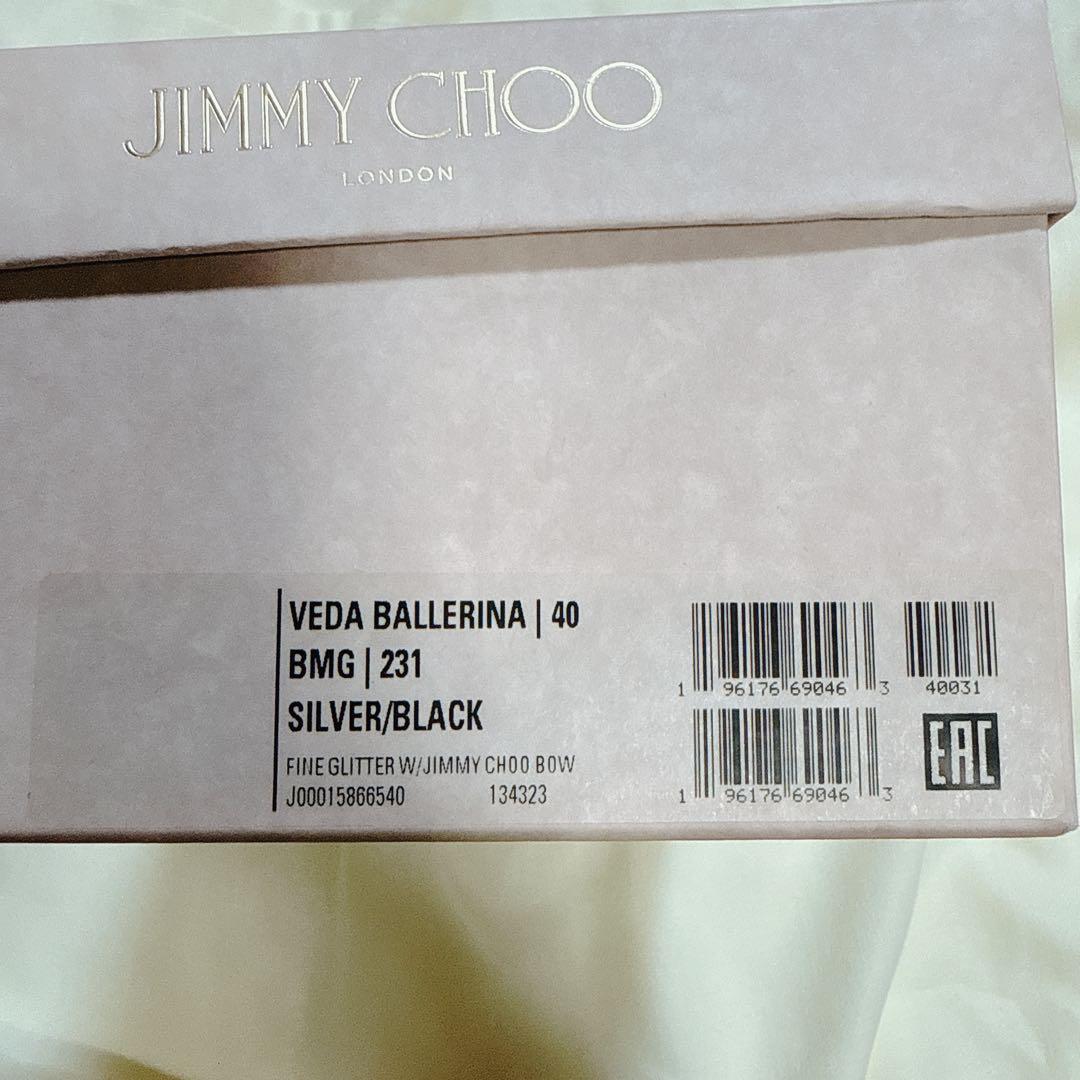 JIMMY CHOO
LONDON
VEDA BALLERINA | 40
BMG | 231
SILVER/BLACK
FINE GLITTER W/JIMMY CHOO BOW
J00015866540 134323
1 96176 69046 3
40031
1 96176 69046 3
EAC